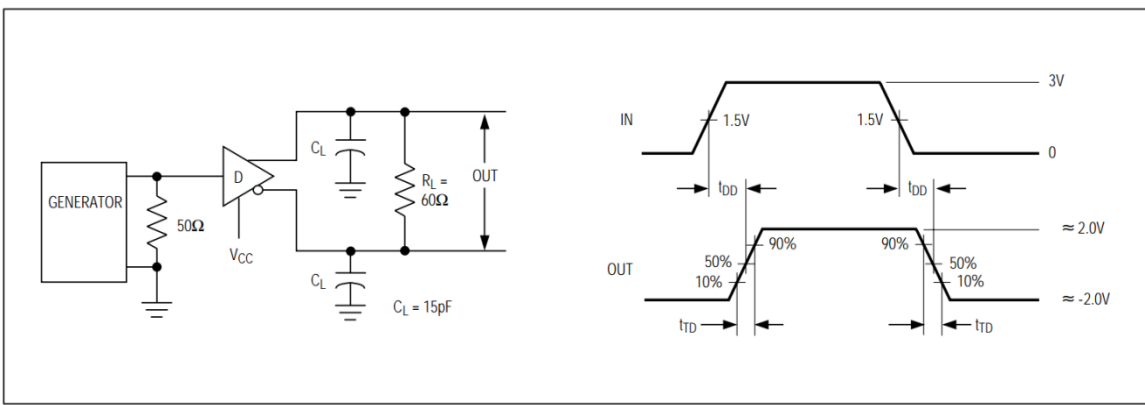 GENERATOR
50Ω
D
VCC
CL
CL
RL =
60Ω
OUT
CL = 15pF
IN
1.5V
1.5V
3V
0
tDD
tDD
OUT
90%
50%
10%
90%
50%
10%
≈ 2.0V
≈ -2.0V
tTD
tTD